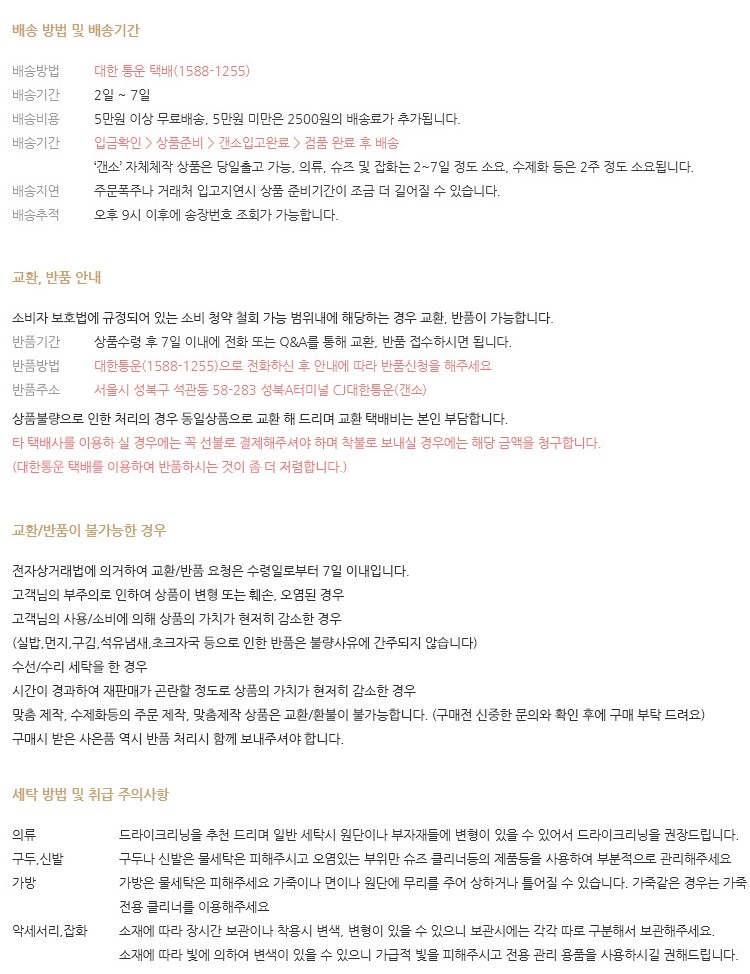 배송 방법 및 배송기간
배송방법 대한 통운 택배(1588-1255)
배송기간 2일 ~ 7일
배송비용 5만원 이상 무료배송, 5만원 미만은 2500원의 배송료가 추가됩니다.
배송기간 입금확인 > 상품준비 > 갠소입고완료 > 검품 완료 후 배송
‘갠소’ 자체체작 상품은 당일출고 가능, 의류, 슈즈 및 잡화는 2~7일 정도 소요, 수제화 등은 2주 정도 소요됩니다.
배송지연 주문폭주나 거래처 입고지연시 상품 준비기간이 조금 더 길어질 수 있습니다.
배송추적 오후 9시 이후에 송장번호 조회가 가능합니다.
교환, 반품 안내
소비자 보호법에 규정되어 있는 소비 청약 철회 가능 범위내에 해당하는 경우 교환, 반품이 가능합니다.
반품기간 상품수령 후 7일 이내에 전화 또는 Q&A를 통해 교환, 반품 접수하시면 됩니다.
반품방법 대한통운(1588-1255)으로 전화하신 후 안내에 따라 반품신청을 해주세요
반품주소 서울시 성북구 석관동 58-283 성북A터미널 CJ대한통운(갠소)
상품불량으로 인한 처리의 경우 동일상품으로 교환 해 드리며 교환 택배비는 본인 부담합니다.
타 택배사를 이용하 실 경우에는 꼭 선불로 결제해주셔야 하며 착불로 보내실 경우에는 해당 금액을 청구합니다.
(대한통운 택배를 이용하여 반품하시는 것이 좀 더 저렴합니다.)
교환/반품이 불가능한 경우
전자상거래법에 의거하여 교환/반품 요청은 수령일로부터 7일 이내입니다.
고객님의 부주의로 인하여 상품이 변형 또는 훼손, 오염된 경우
고객님의 사용/소비에 의해 상품의 가치가 현저히 감소한 경우
(실밥,먼지,구김,석유냄새,초크자국 등으로 인한 반품은 불량사유에 간주되지 않습니다)
수선/수리 세탁을 한 경우
시간이 경과하여 재판매가 곤란할 정도로 상품의 가치가 현저히 감소한 경우
맞춤 제작, 수제화등의 주문 제작, 맞춤제작 상품은 교환/환불이 불가능합니다. (구매전 신중한 문의와 확인 후에 구매 부탁 드려요)
구매시 받은 사은품 역시 반품 처리시 함께 보내주셔야 합니다.
세탁 방법 및 취급 주의사항
의류 드라이크리닝을 추천 드리며 일반 세탁시 원단이나 부자재들에 변형이 있을 수 있어서 드라이크리닝을 권장드립니다.
구두,신발 구두나 신발은 물세탁은 피해주시고 오염있는 부위만 슈즈 클리너등의 제품등을 사용하여 부분적으로 관리해주세요
가방 가방은 물세탁은 피해주세요 가죽이나 면이나 원단에 무리를 주어 상하거나 틀어질 수 있습니다. 가죽같은 경우는 가죽
전용 클리너를 이용해주세요
악세서리,잡화 소재에 따라 장시간 보관이나 착용시 변색, 변형이 있을 수 있으니 보관시에는 각각 따로 구분해서 보관해주세요.
소재에 따라 빛에 의하여 변색이 있을 수 있으니 가급적 빛을 피해주시고 전용 관리 용품을 사용하시길 권해드립니다.